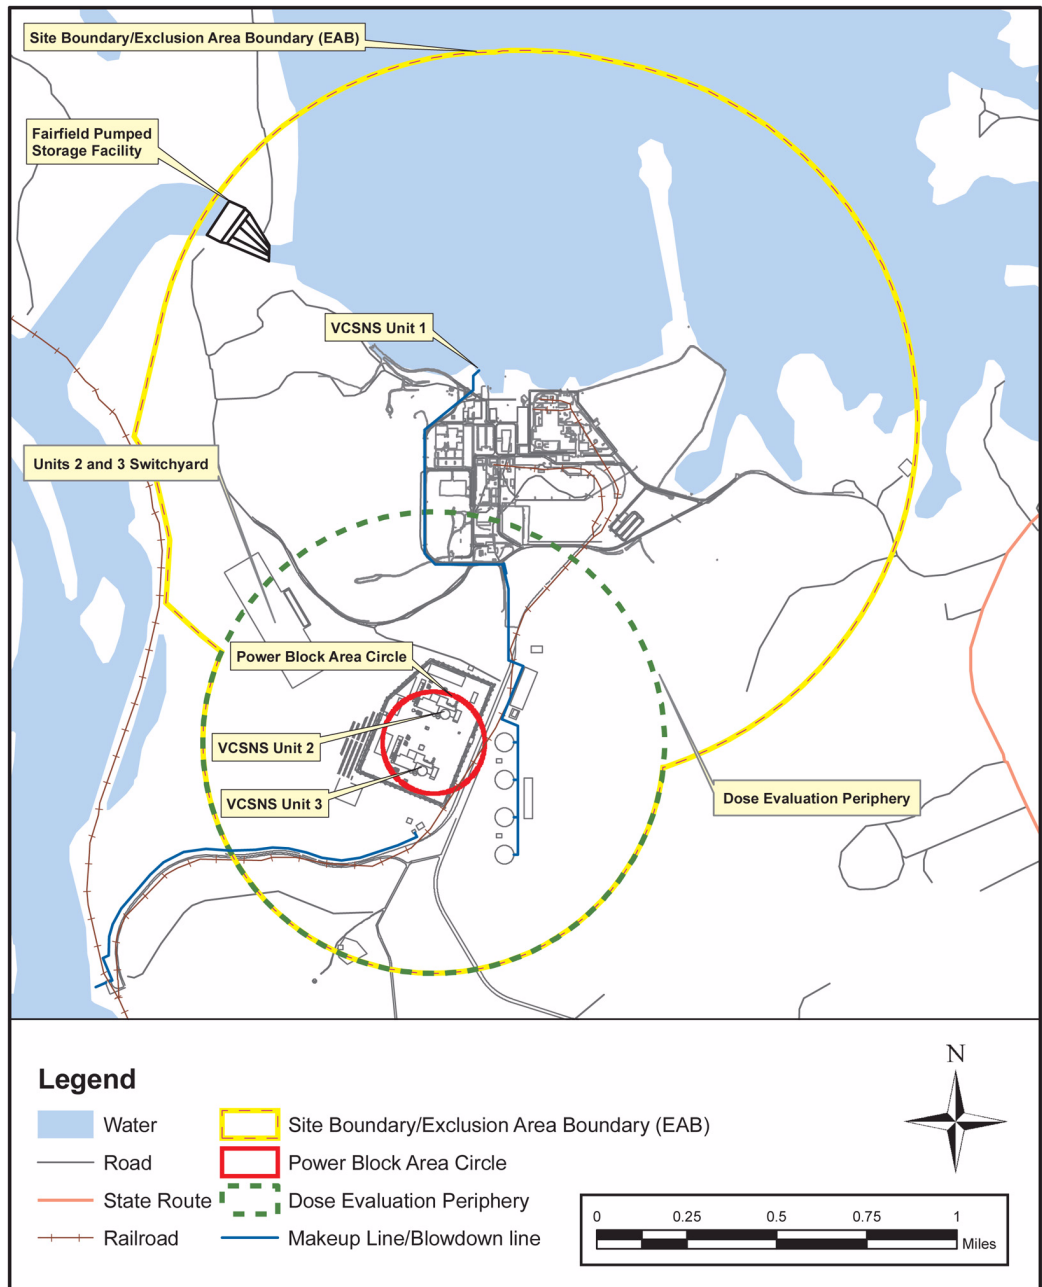 Site Boundary/Exclusion Area Boundary (EAB)
Fairfield Pumped
Storage Facility
VCSNS Unit 1
Units 2 and 3 Switchyard
Power Block Area Circle
VCSNS Unit 2
VCSNS Unit 3
Dose Evaluation Periphery
Legend
Water
Road
State Route
Railroad
Site Boundary/Exclusion Area Boundary (EAB)
Power Block Area Circle
Dose Evaluation Periphery
Makeup Line/Blowdown line
N
0 0.25 0.5 0.75 1
Miles